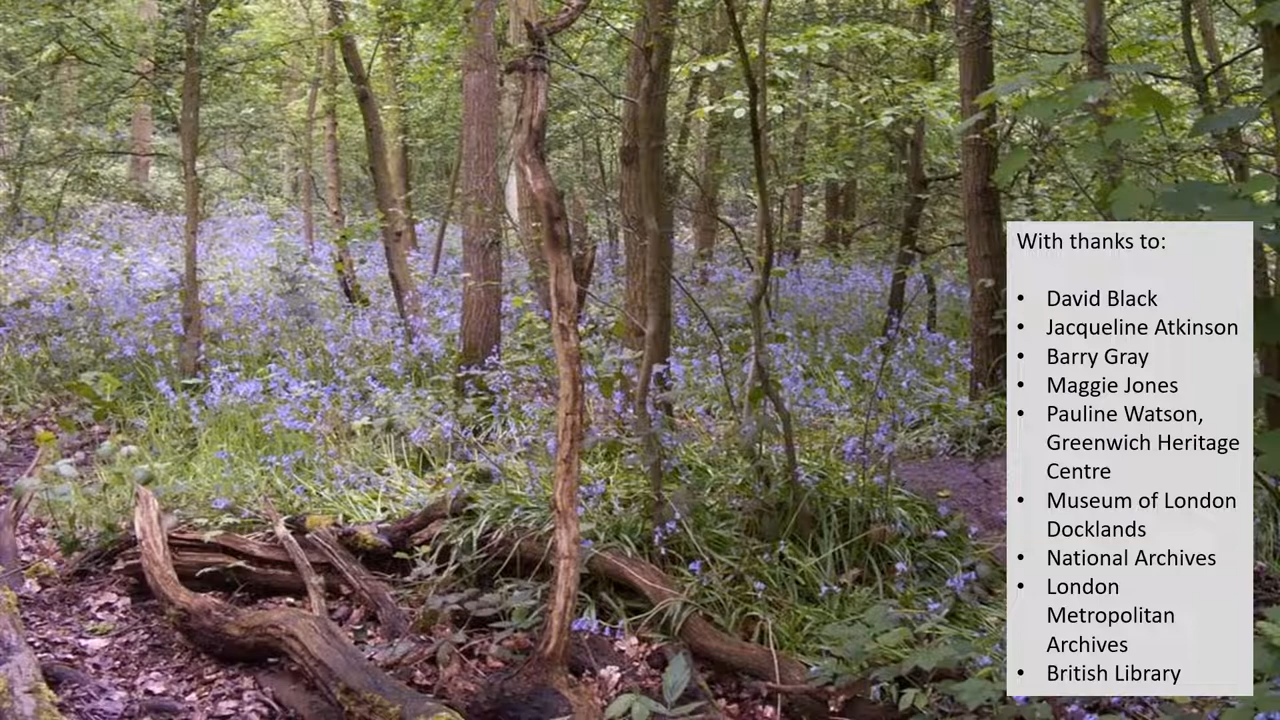 With thanks to:
• David Black
• Jacqueline Atkinson
• Barry Gray
• Maggie Jones
• Pauline Watson,
Greenwich Heritage
Centre
• Museum of London
Docklands
• National Archives
• London
Metropolitan
Archives
• British Library